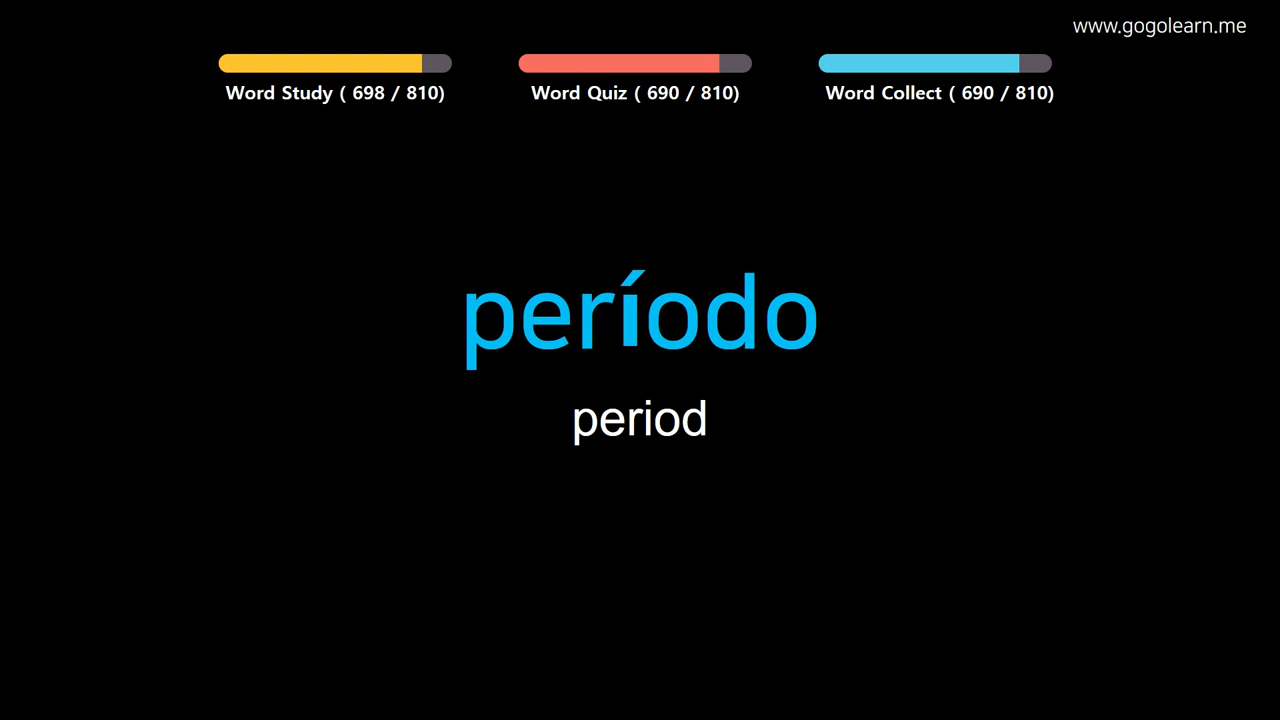 www.gogolearn.me
Word Study ( 698 / 810)
Word Quiz ( 690 / 810)
Word Collect ( 690 / 810)
período
period